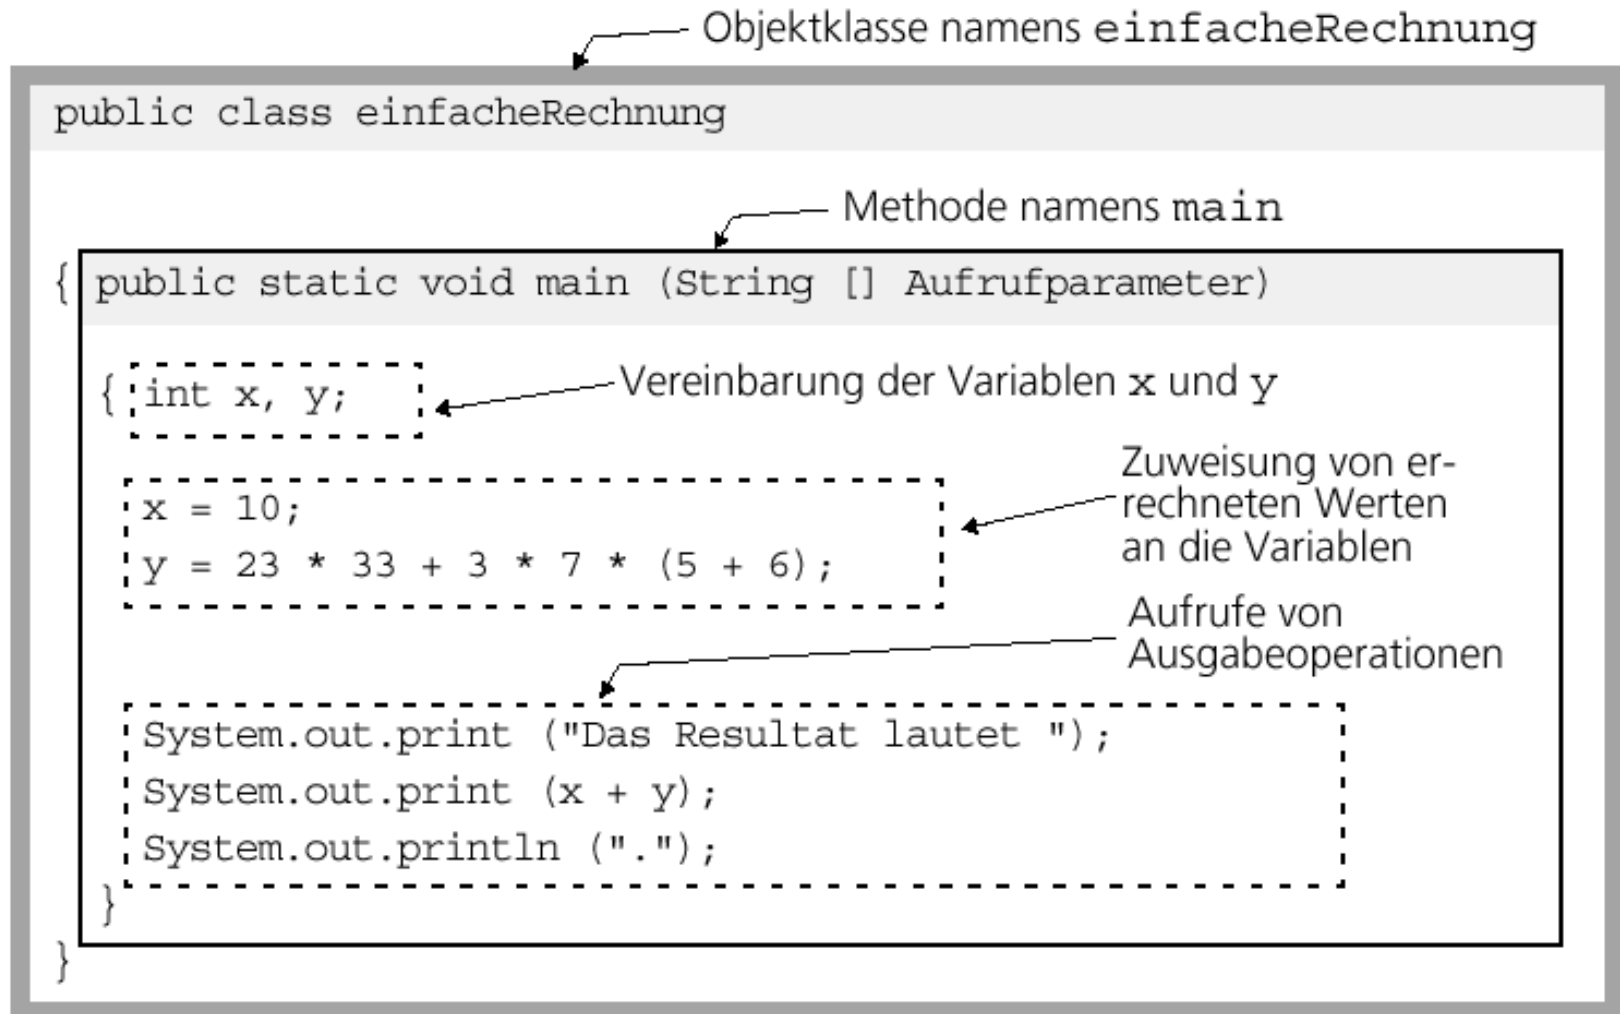 Objektklasse namens einfacheRechnung
public class einfacheRechnung
Methode namens main
{ public static void main (String [] Aufrufparameter)
{ int x, y;
Vereinbarung der Variablen x und y
x = 10;
y = 23 * 33 + 3 * 7 * (5 + 6);
Zuweisung von er-
rechneten Werten
an die Variablen
Aufrufe von
Ausgabeoperationen
System.out.print ("Das Resultat lautet ");
System.out.print (x + y);
System.out.println (".");
}
}